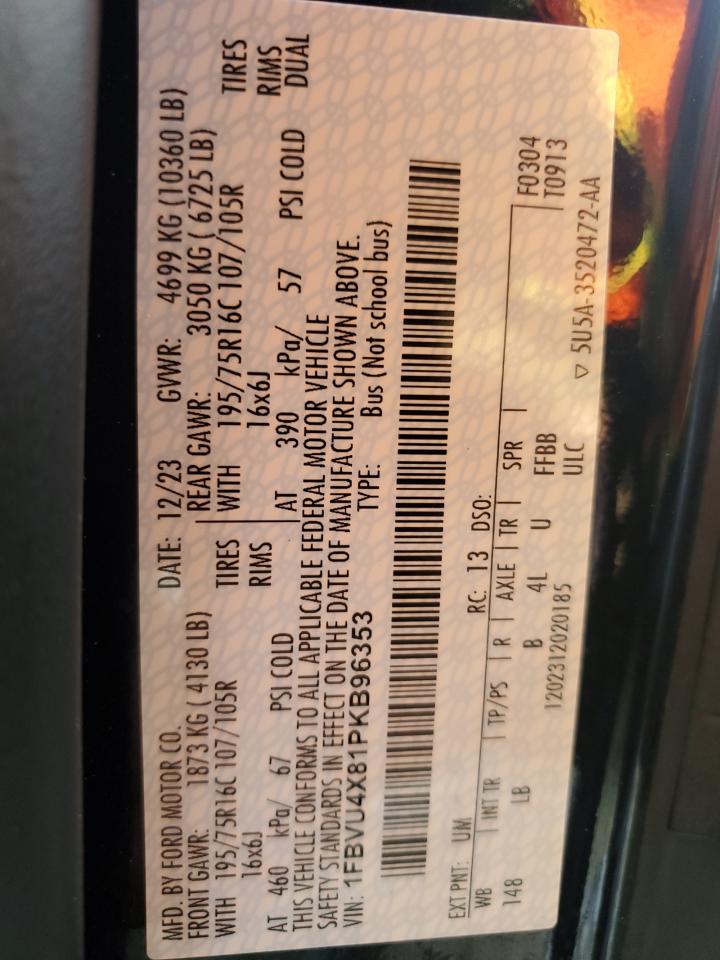 MFD. BY FORD MOTOR CO.
DATE: 12/23 GVWR: 4699 KG (10360 LB)
FRONT GAWR: 1873 KG ( 4130 LB)
REAR GAWR: 3050 KG ( 6725 LB)
WITH 195/75R16C 107/105R TIRES
WITH 195/75R16C 107/105R TIRES
16x6J RIMS
16x6J RIMS
AT 460 kPa/ 67 PSI COLD
AT 390 kPa/ 57 PSI COLD DUAL
THIS VEHICLE CONFORMS TO ALL APPLICABLE FEDERAL MOTOR VEHICLE
SAFETY STANDARDS IN EFFECT ON THE DATE OF MANUFACTURE SHOWN ABOVE.
VIN: 1FBVU4X81PKB96353
TYPE: Bus (Not school bus)
EXT PNT: UM RC: 13 DSO:
WB INT TR TP/PS R AXLE TR SPR F0304
T0913
148 LB B 4L U FFBB
ULC
1202312020185
▽ 5U5A-3520472-AA